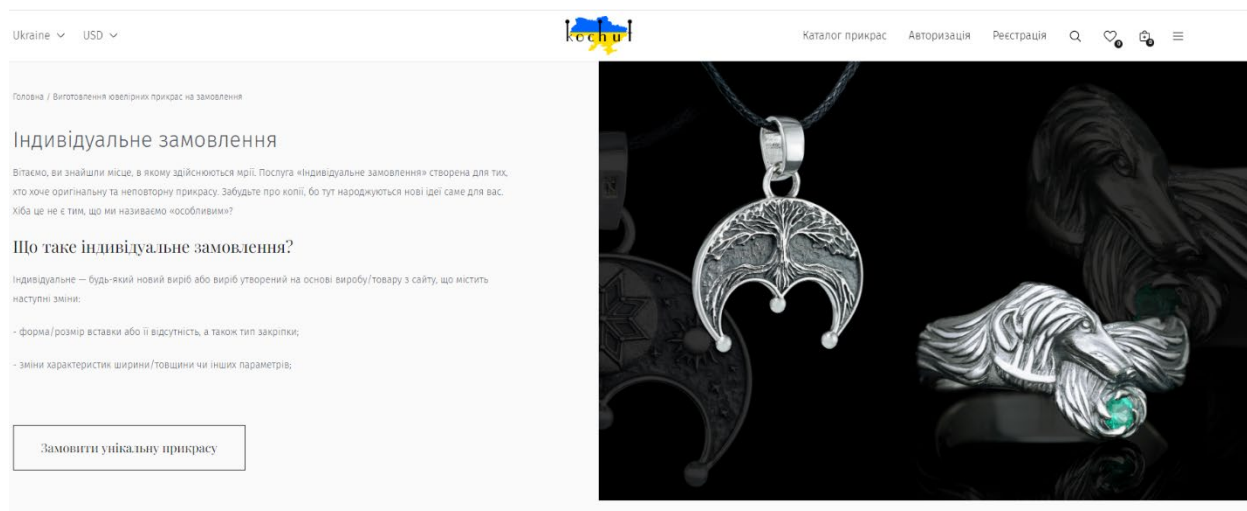 Ukraine USD
kochut
Каталог прикрас Авторизація Реєстрація
0 0
Головна / Виготовлення ювелірних прикрас на замовлення
Індивідуальне замовлення
Вітаємо, ви знайшли місце, в якому здійснюються мрії. Послуга «Індивідуальне замовлення» створена для тих,
хто хоче оригінальну та неповторну прикрасу. Забудьте про копії, бо тут народжуються нові ідеї саме для вас.
Хіба це не є тим, що ми називаємо «особливим»?
Що таке індивідуальне замовлення?
Індивідуальне — будь-який новий виріб або виріб утворений на основі виробу/товару з сайту, що містить
наступні зміни:
- форма/розмір вставки або її відсутність, а також тип закріпки;
- зміни характеристик ширини/товщини чи інших параметрів;
Замовити унікальну прикрасу